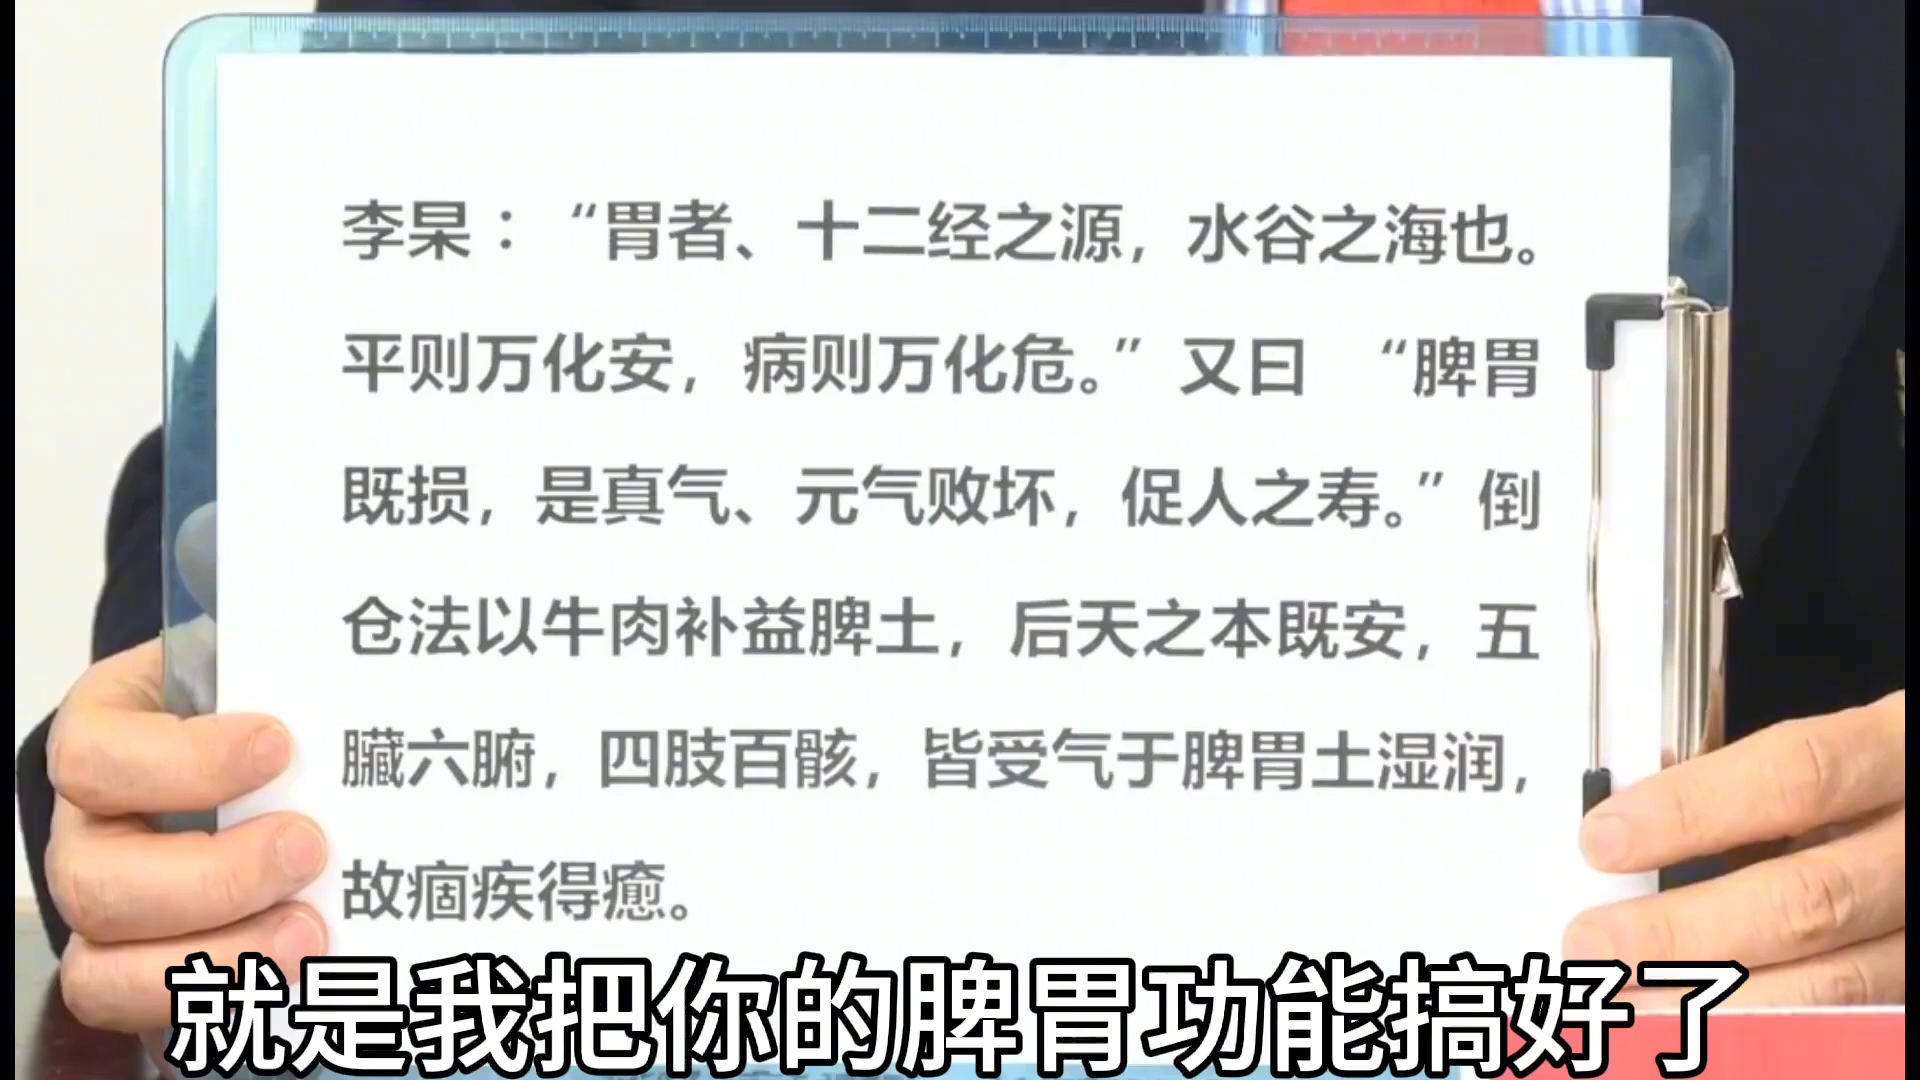 李杲：“胃者、十二经之源，水谷之海也。
平则万化安，病则万化危。”又曰 “脾胃
既损，是真气、元气败坏，促人之寿。”倒
仓法以牛肉补益脾土，后天之本既安，五
臟六腑，四肢百骸，皆受气于脾胃土湿润，
故痼疾得癒。
就是我把你的脾胃功能搞好了